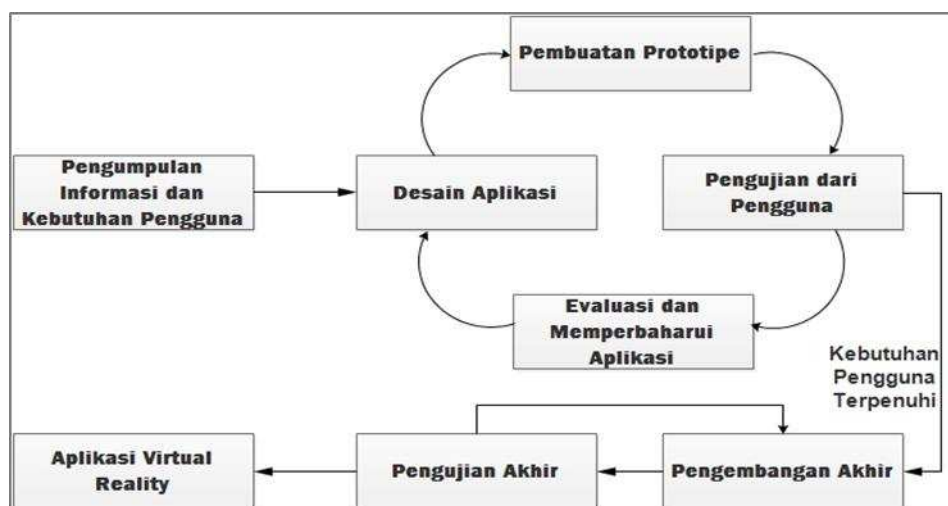 Pembuatan Prototipe
Pengumpulan
Informasi dan
Kebutuhan Pengguna
Desain Aplikasi
Pengujian dari
Pengguna
Evaluasi dan
Memperbaharui
Aplikasi
Kebutuhan
Pengguna
Terpenuhi
Aplikasi Virtual
Reality
Pengujian Akhir
Pengembangan Akhir